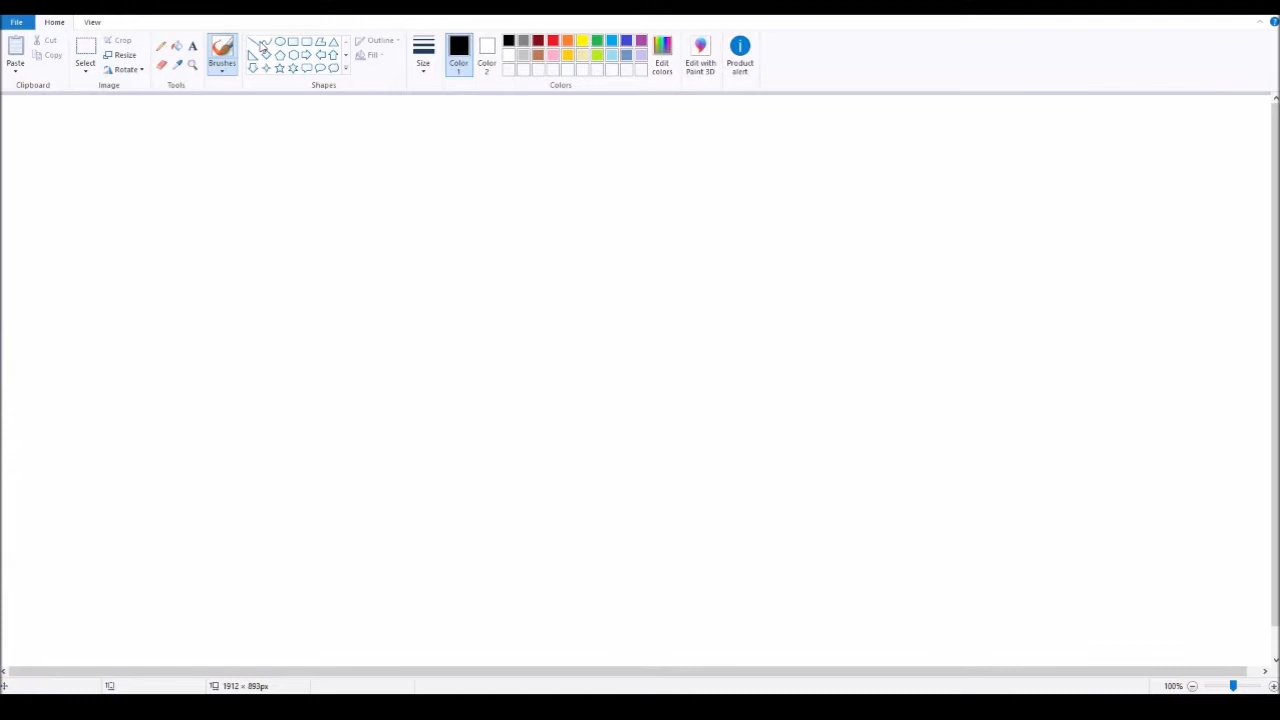 File Home View
Paste Cut Copy Clipboard
Select Crop Resize Rotate Image
A Tools
Brushes
Shapes
Outline Fill
Size
Color 1 Color 2 Edit colors Colors
Edit with Paint 3D
i Product alert
1912 × 893px
100%